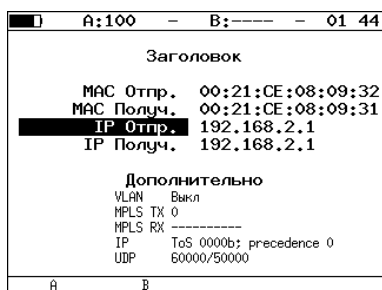 A:100 – B:---- – 01 44
Заголовок
MAC Отпр. 00:21:CE:08:09:32
MAC Получ. 00:21:CE:08:09:31
IP Отпр. 192.168.2.1
IP Получ. 192.168.2.1
Дополнительно
VLAN Выкл
MPLS TX 0
MPLS RX ----------
IP ToS 0000b; precedence 0
UDP 60000/50000
A B